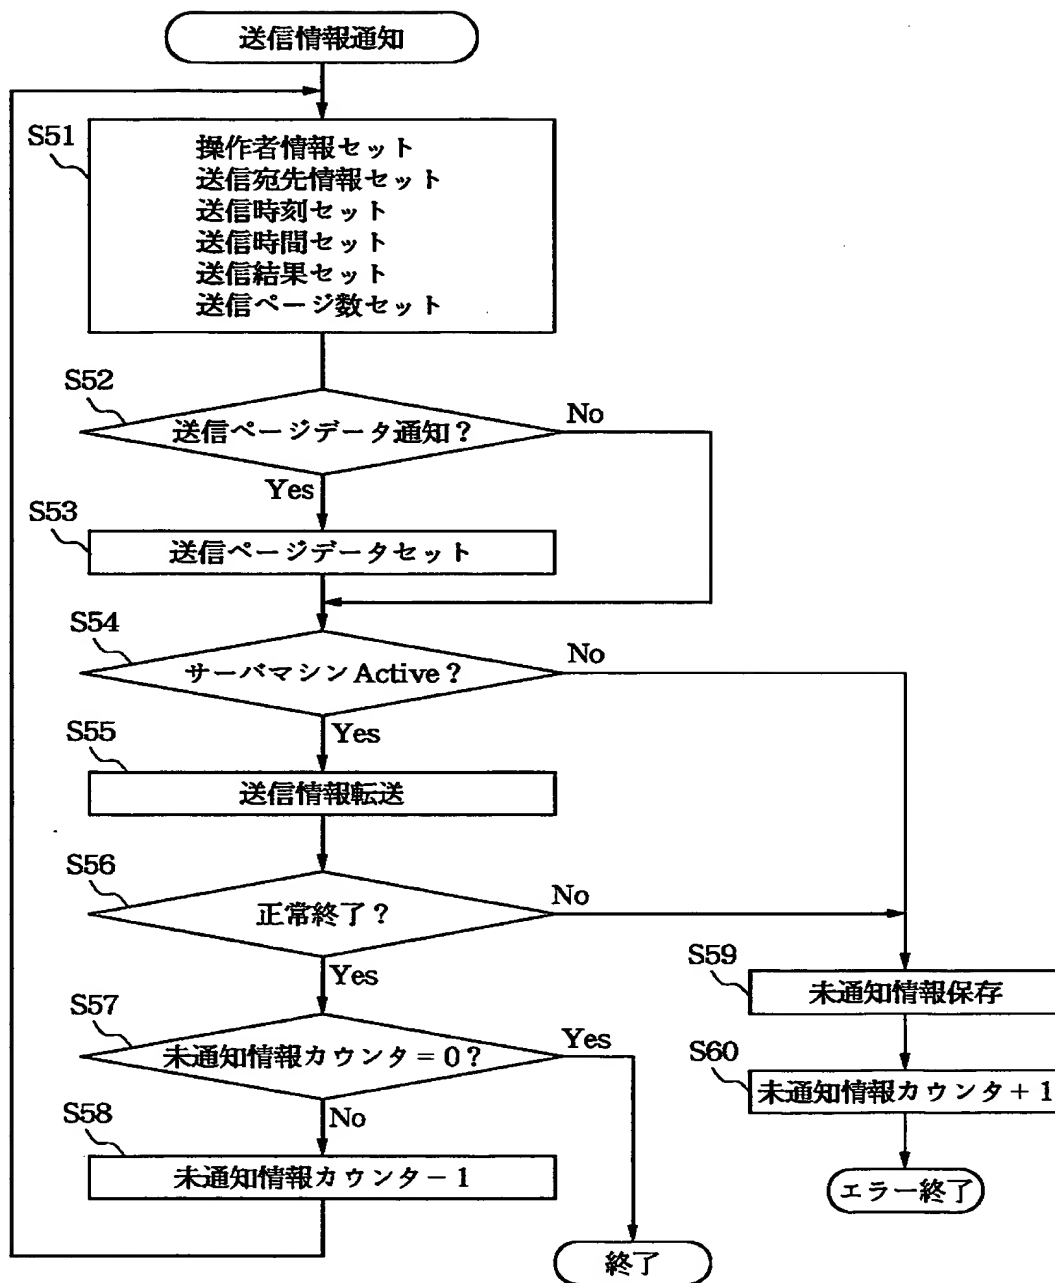 送信情報通知
S51
操作者情報セット
送信宛先情報セット
送信時刻セット
送信時間セット
送信結果セット
送信ページ数セット
S52
送信ページデータ通知？
No
Yes
S53
送信ページデータセット
S54
サーバマシンActive？
No
Yes
S55
送信情報転送
S56
正常終了？
No
Yes
S59
未通知情報保存
S57
未通知情報カウンタ＝0？
Yes
No
S60
未通知情報カウンタ＋1
S58
未通知情報カウンタ－1
エラー終了
終了